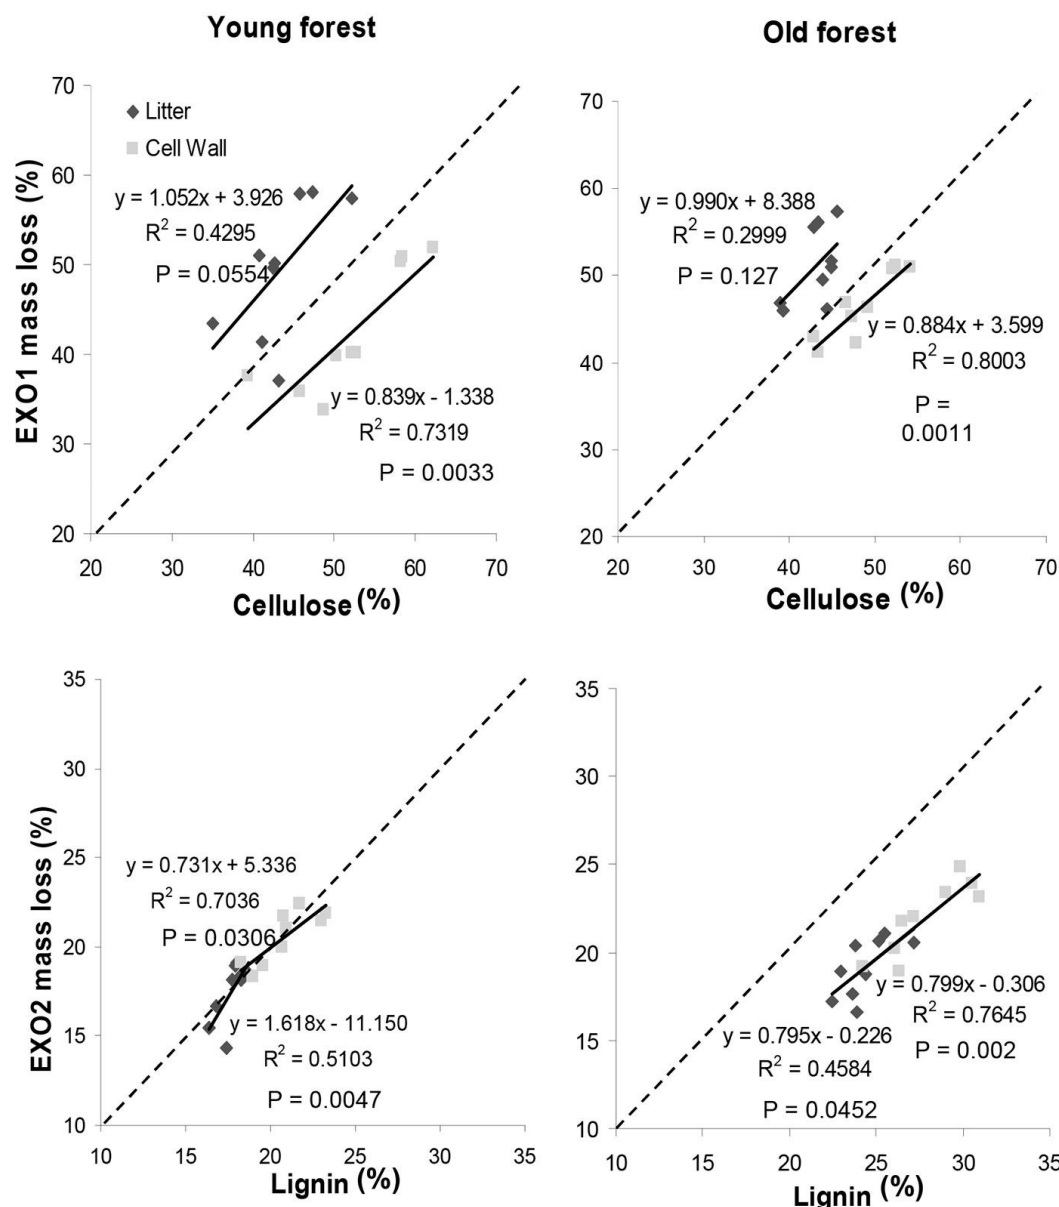 Young forest
70
Litter
Cell Wall
60
y = 1.052x + 3.926
R² = 0.4295
50
P = 0.0554
40
y = 0.839x - 1.338
R² = 0.7319
30
P = 0.0033
20
20 30 40 50 60 70
EXO1 mass loss (%)
Cellulose (%)
Old forest
70
60
y = 0.990x + 8.388
R² = 0.2999
50
P = 0.127
y = 0.884x + 3.599
40
R² = 0.8003
P =
0.0011
30
20
20 30 40 50 60 70
Cellulose (%)
35
30
25
y = 0.731x + 5.336
R² = 0.7036
20
P = 0.0306
15
y = 1.618x - 11.150
R² = 0.5103
P = 0.0047
10
10 15 20 25 30 35
EXO2 mass loss (%)
Lignin (%)
35
30
25
20
y = 0.799x - 0.306
R² = 0.7645
P = 0.002
15
y = 0.795x - 0.226
R² = 0.4584
P = 0.0452
10
10 15 20 25 30 35
Lignin (%)